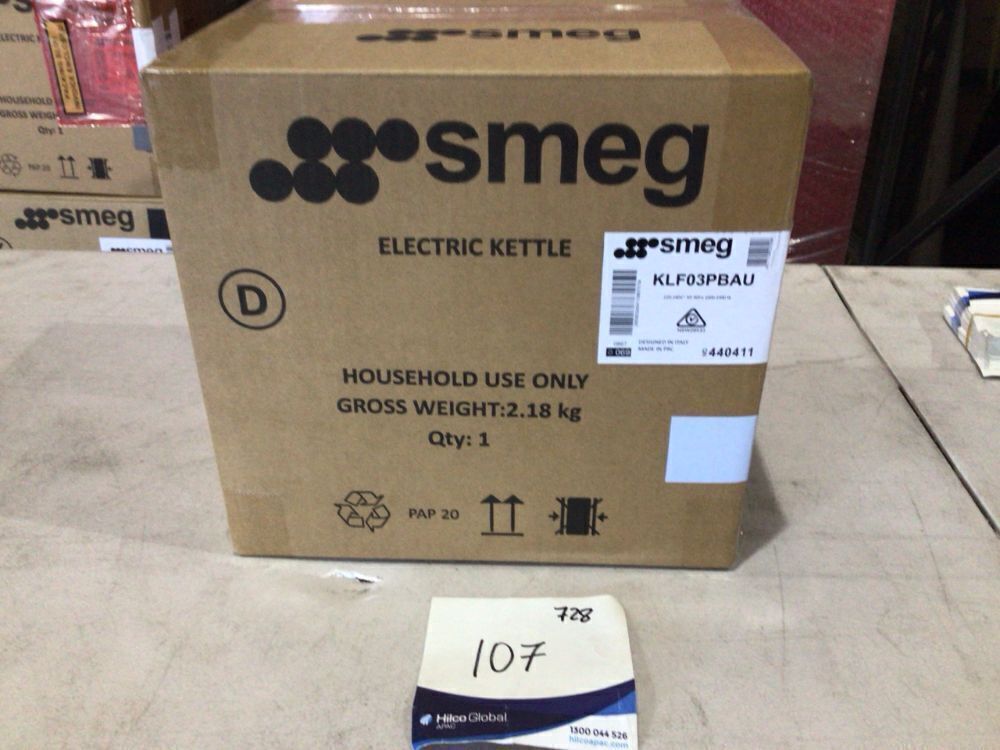 smeg
smeg
ELECTRIC KETTLE
D
smeg
KLF03PBAU
DESIGNED IN ITALY
MADE IN PRC
440411
HOUSEHOLD USE ONLY
GROSS WEIGHT:2.18 kg
Qty: 1
PAP 20
HOUSEHOLD
Qty: 1
PAP 20
smeg
smeg
728
107
Hilco Global
APAC
1300 044 526
hilcoapac.com